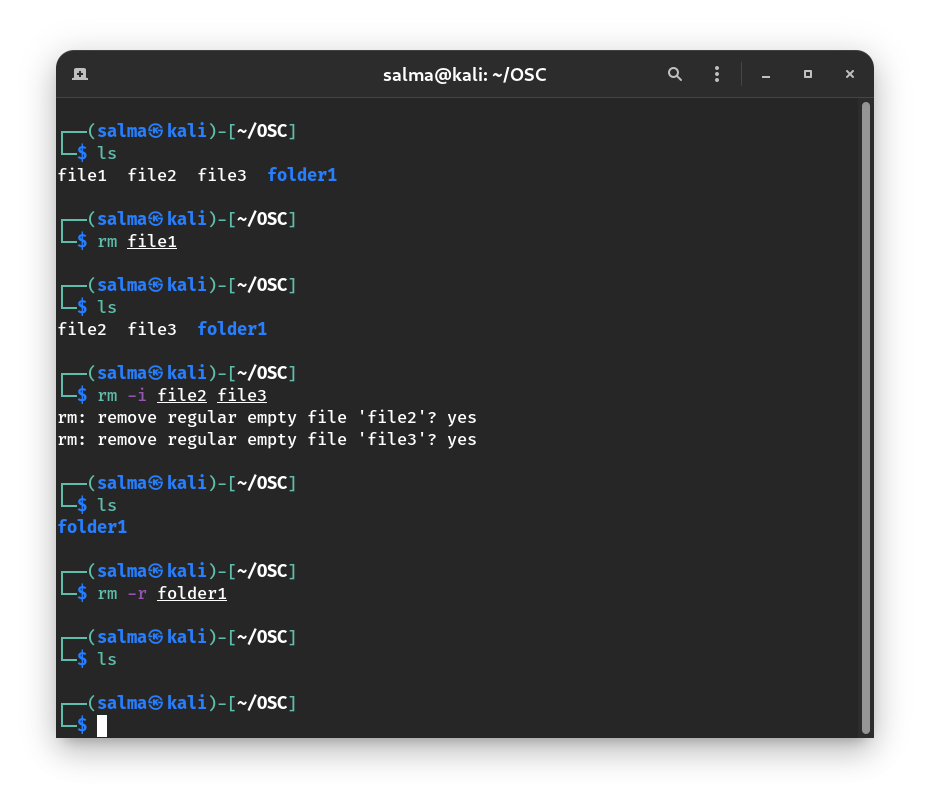 salma@kali: ~/OSC
┌──(salma㉿kali)-[~/OSC]
└─$ ls
file1  file2  file3  folder1
┌──(salma㉿kali)-[~/OSC]
└─$ rm file1
┌──(salma㉿kali)-[~/OSC]
└─$ ls
file2  file3  folder1
┌──(salma㉿kali)-[~/OSC]
└─$ rm -i file2 file3
rm: remove regular empty file 'file2'? yes
rm: remove regular empty file 'file3'? yes
┌──(salma㉿kali)-[~/OSC]
└─$ ls
folder1
┌──(salma㉿kali)-[~/OSC]
└─$ rm -r folder1
┌──(salma㉿kali)-[~/OSC]
└─$ ls
┌──(salma㉿kali)-[~/OSC]
└─$